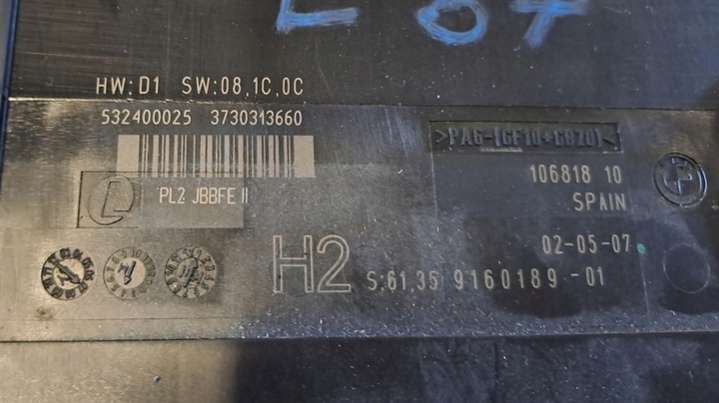 L 07
HW:D1 SW:08,1C,0C
532400025 3730313660
>PA6-(GF10+GB20)<
PL2 JBBFE II
106818 10
SPAIN
02-05-07
H2
S:61.35 9160189-01